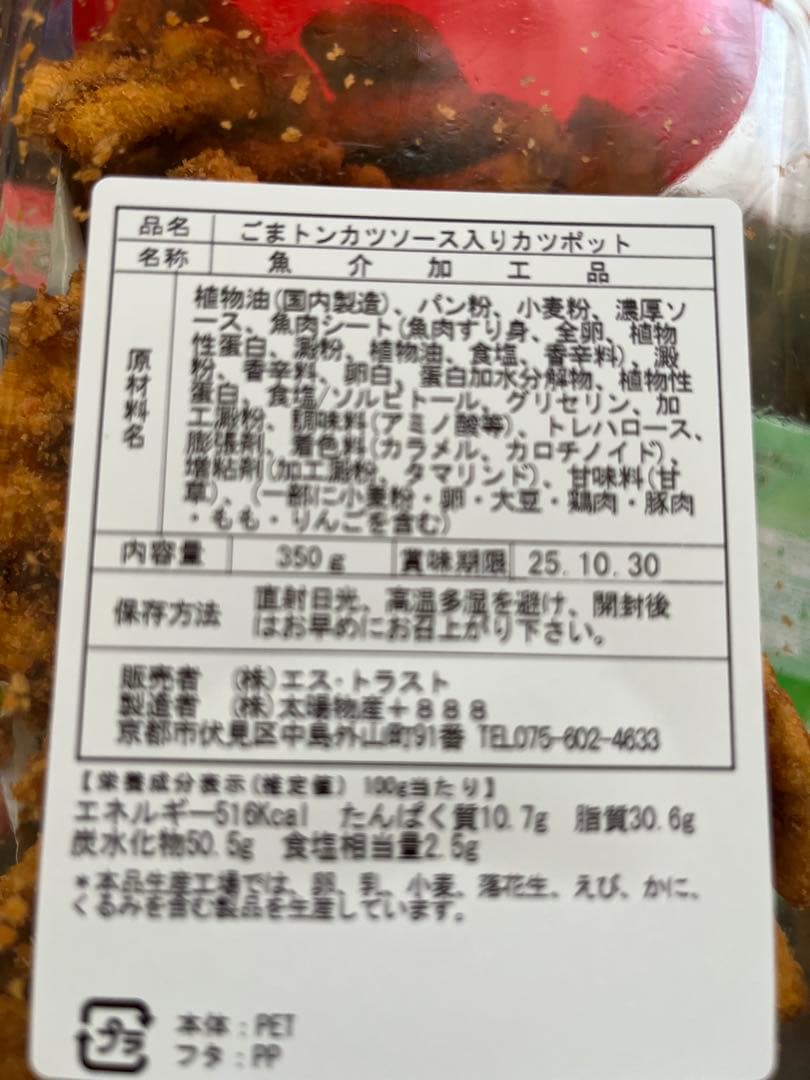 品名 ごまトンカツソース入りカツポット
名称 魚介加工品
原材料名
植物油(国内製造)、パン粉、小麦粉、濃厚ソ
ース、魚肉シート(魚肉すり身、全卵、植物
性蛋白、澱粉、植物油、食塩、香辛料)、澱
粉、香辛料、卵白、蛋白加水分解物、植物性
蛋白、食塩/ソルビトール、グリセリン、加
工澱粉、調味料(アミノ酸等)、トレハロース、
膨張剤、着色料(カラメル、カロチノイド)、
増粘剤(加工澱粉、タマリンド)、甘味料(甘
草)、(一部に小麦粉・卵・大豆・鶏肉・豚肉
・もも・りんごを含む)
内容量 350g 賞味期限 25.10.30
保存方法 直射日光、高温多湿を避け、開封後
はお早めにお召上がり下さい。
販売者 (株)エス・トラスト
製造者 (株)太陽物産+888
京都市伏見区中島外山町91番 TEL075-602-4633
【栄養成分表示(推定値) 100g当たり】
エネルギー516Kcal たんぱく質10.7g 脂質30.6g
炭水化物50.5g 食塩相当量2.5g
*本品生産工場では、卵、乳、小麦、落花生、えび、かに、
くるみを含む製品を生産しています。
プラ
本体:PET
フタ:PP